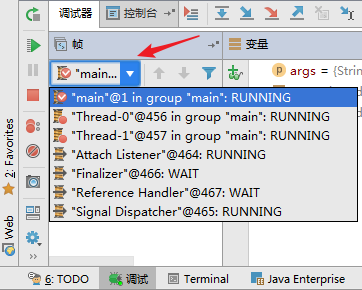 调试器 控制台
帧 变量
"main...
args = {String
"main"@1 in group "main": RUNNING
"Thread-0"@456 in group "main": RUNNING
"Thread-1"@457 in group "main": RUNNING
"Attach Listener"@464: RUNNING
"Finalizer"@466: WAIT
"Reference Handler"@467: WAIT
"Signal Dispatcher"@465: RUNNING
2: Favorites
Web
6: TODO 调试 Terminal Java Enterprise